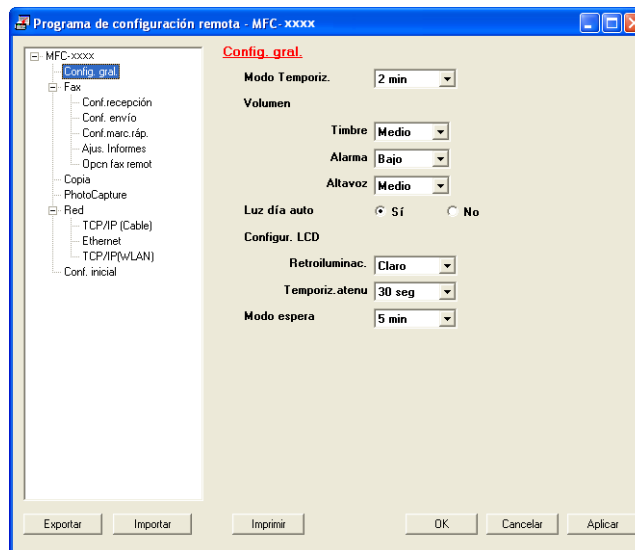 Programa de configuración remota - MFC-xxxx
MFC-xxxx
Config. gral.
Fax
Conf.recepción
Conf. envío
Conf.marc.ráp.
Ajus. Informes
Opcn fax remot
Copia
PhotoCapture
Red
TCP/IP (Cable)
Ethernet
TCP/IP(WLAN)
Conf. inicial
Config. gral.
Modo Temporiz. 2 min
Volumen
Timbre Medio
Alarma Bajo
Altavoz Medio
Luz día auto Sí No
Configur. LCD
Retroiluminac. Claro
Temporiz.atenu 30 seg
Modo espera 5 min
Exportar Importar Imprimir OK Cancelar Aplicar